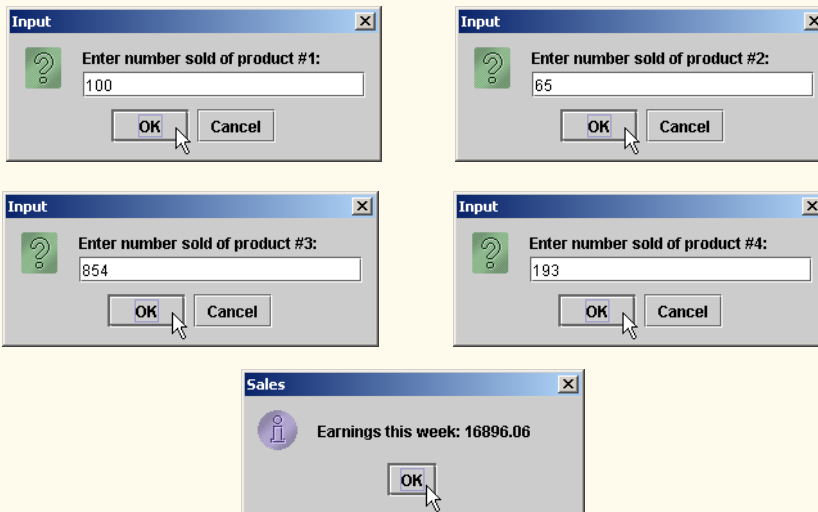 Input
Enter number sold of product #1:
100
OK Cancel
Input
Enter number sold of product #2:
65
OK Cancel
Input
Enter number sold of product #3:
854
OK Cancel
Input
Enter number sold of product #4:
193
OK Cancel
Sales
Earnings this week: 16896.06
OK